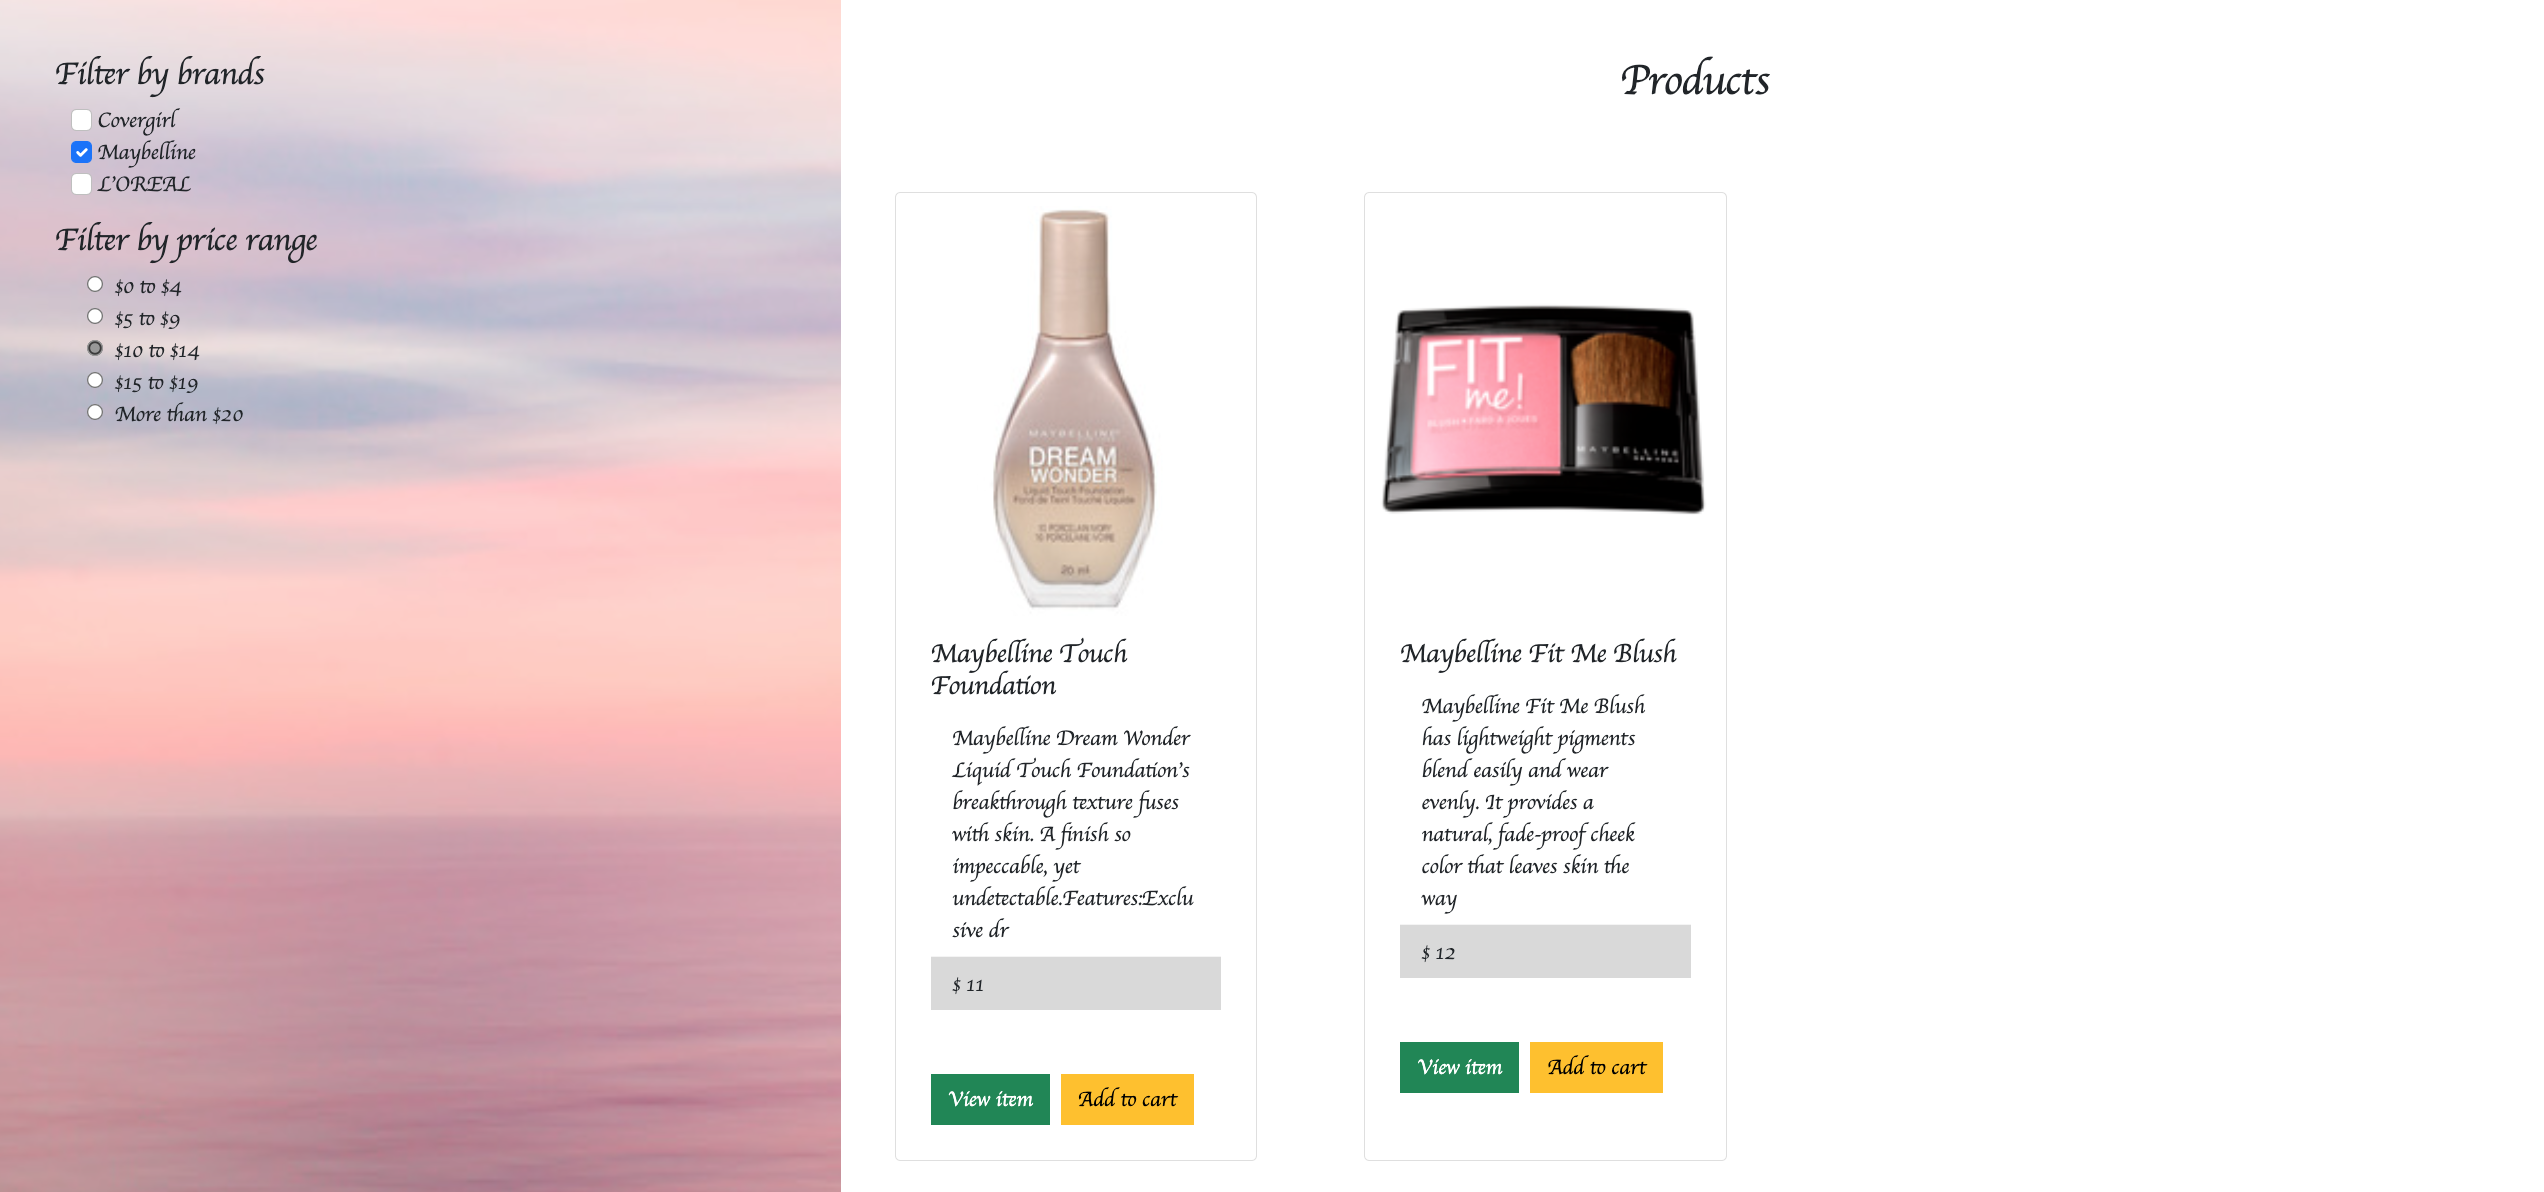 Filter by brands
Covergirl
Maybelline
L'OREAL
Filter by price range
$0 to $4
$5 to $9
$10 to $14
$15 to $19
More than $20
Products
MAYBELLINE
DREAM
WONDER
Liquid Touch Foundation
Fond de Teint Touche Liquide
10 PORCELAIN IVORY
10 PORCELAINE IVOIRE
20 ml
Maybelline Touch
Foundation
Maybelline Dream Wonder
Liquid Touch Foundation's
breakthrough texture fuses
with skin. A finish so
impeccable, yet
undetectable.Features:Exclu
sive dr
$ 11
View item
Add to cart
FIT
me!
BLUSH • FARD À JOUES
MAYBELLINE
NEW YORK
Maybelline Fit Me Blush
Maybelline Fit Me Blush
has lightweight pigments
blend easily and wear
evenly. It provides a
natural, fade-proof cheek
color that leaves skin the
way
$ 12
View item
Add to cart